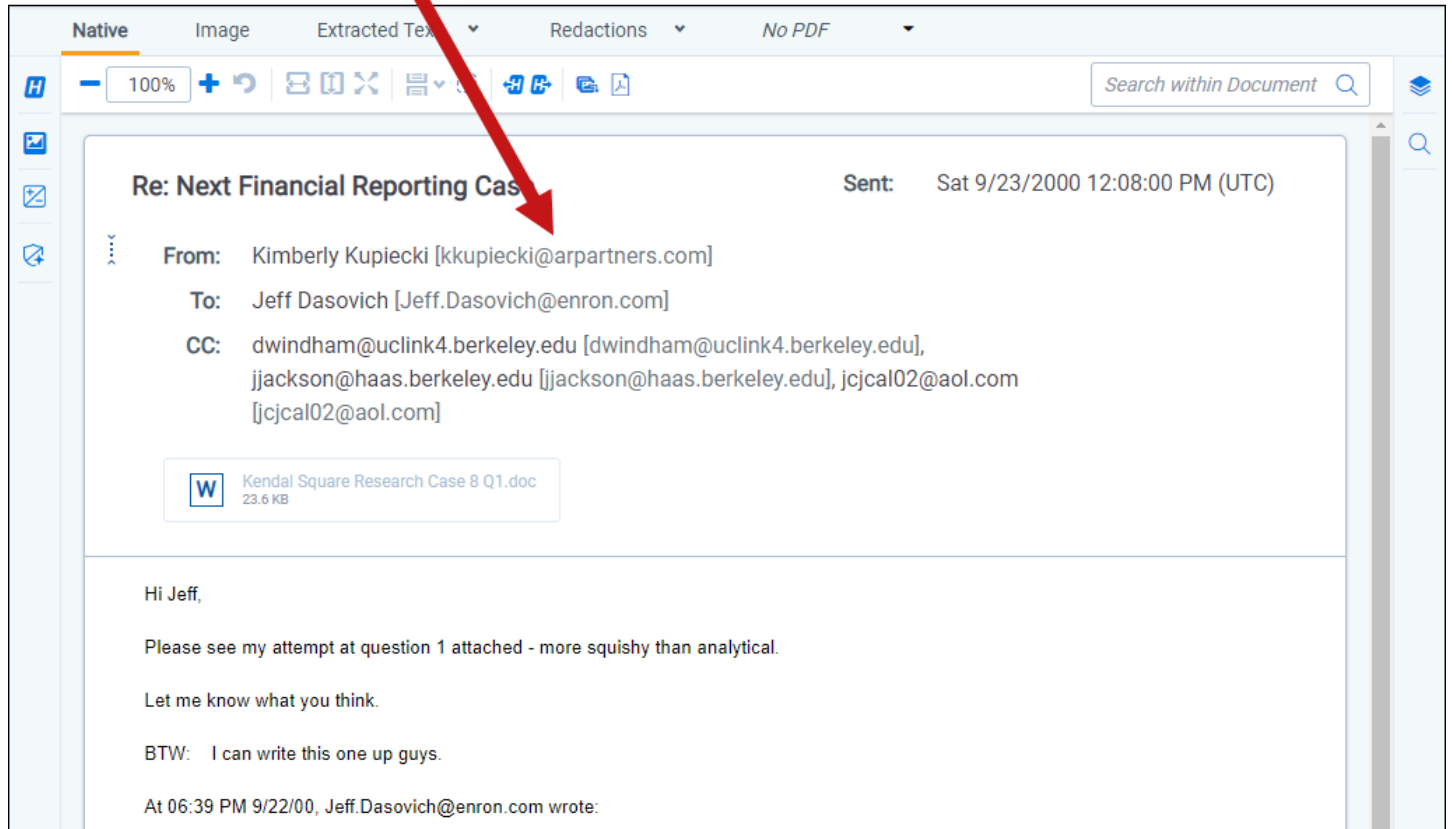 Native Image Extracted Tex Redactions No PDF
100% Search within Document
Re: Next Financial Reporting Cas Sent: Sat 9/23/2000 12:08:00 PM (UTC)
From: Kimberly Kupiecki [kkupiecki@arpartners.com]
To: Jeff Dasovich [Jeff.Dasovich@enron.com]
CC: dwindham@uclink4.berkeley.edu [dwindham@uclink4.berkeley.edu],
jjackson@haas.berkeley.edu [jjackson@haas.berkeley.edu], jcjcal02@aol.com
[jcjcal02@aol.com]
W Kendal Square Research Case 8 Q1.doc
23.6 KB
Hi Jeff,
Please see my attempt at question 1 attached - more squishy than analytical.
Let me know what you think.
BTW: I can write this one up guys.
At 06:39 PM 9/22/00, Jeff.Dasovich@enron.com wrote: